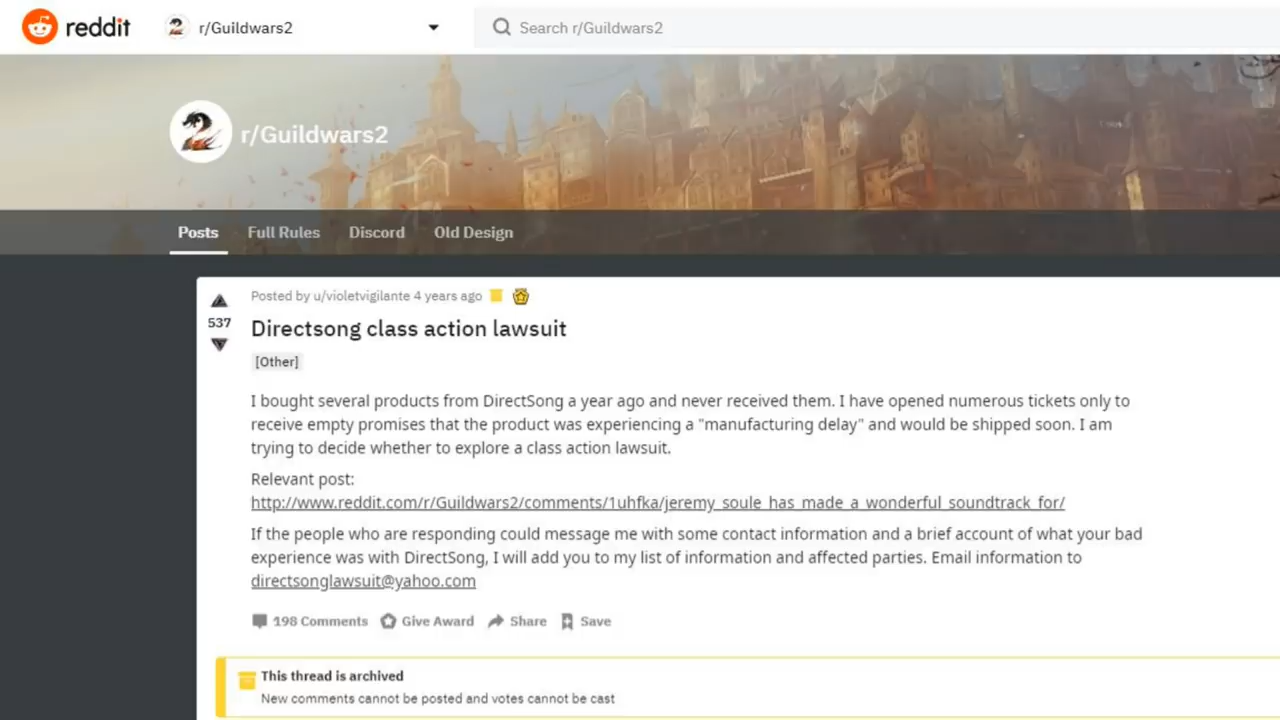 reddit r/Guildwars2 Search r/Guildwars2
r/Guildwars2
Posts Full Rules Discord Old Design
Posted by u/violetvigilante 4 years ago
537
Directsong class action lawsuit
[Other]
I bought several products from DirectSong a year ago and never received them. I have opened numerous tickets only to
receive empty promises that the product was experiencing a "manufacturing delay" and would be shipped soon. I am
trying to decide whether to explore a class action lawsuit.
Relevant post:
http://www.reddit.com/r/Guildwars2/comments/1uhfka/jeremy_soule_has_made_a_wonderful_soundtrack_for/
If the people who are responding could message me with some contact information and a brief account of what your bad
experience was with DirectSong, I will add you to my list of information and affected parties. Email information to
directsonglawsuit@yahoo.com
198 Comments Give Award Share Save
This thread is archived
New comments cannot be posted and votes cannot be cast